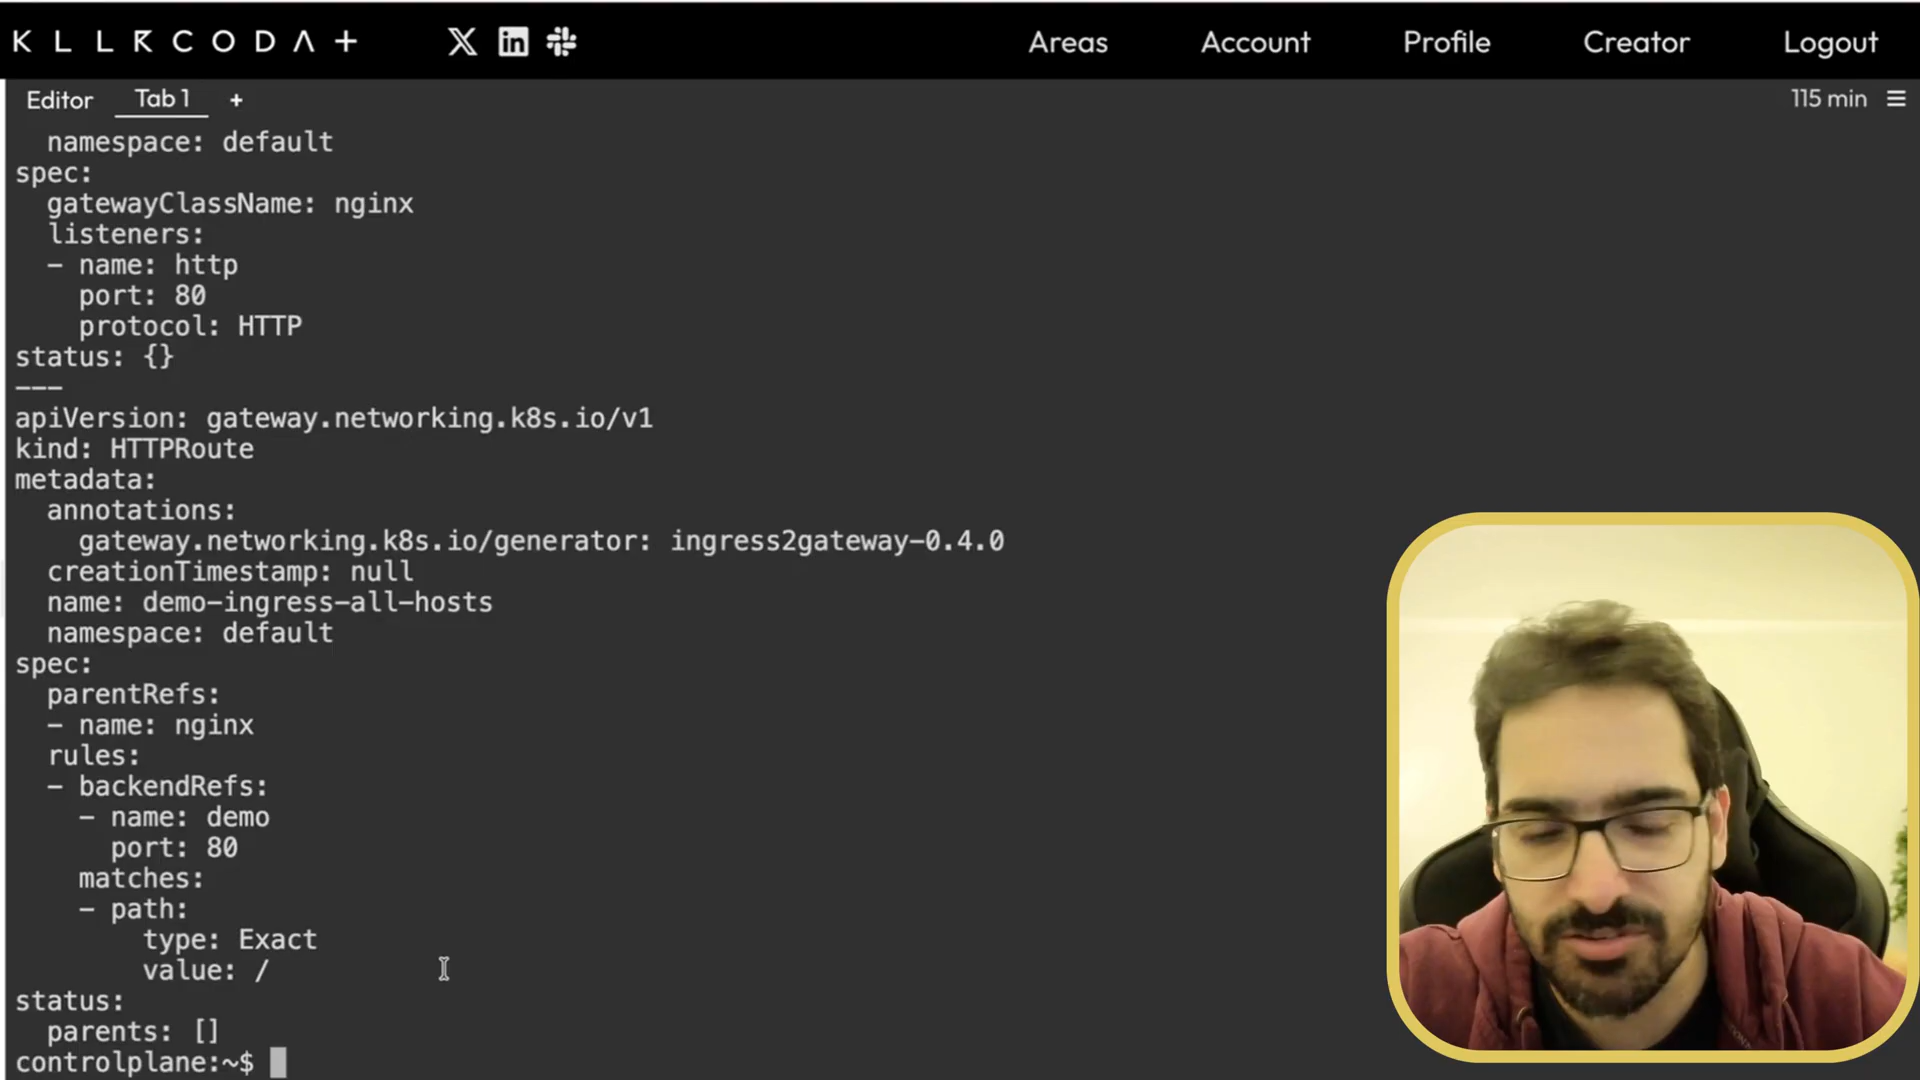 KLLRCODA+
Areas Account Profile Creator Logout
Editor Tab 1 + 115 min
  namespace: default
spec:
  gatewayClassName: nginx
  listeners:
  - name: http
    port: 80
    protocol: HTTP
status: {}
---
apiVersion: gateway.networking.k8s.io/v1
kind: HTTPRoute
metadata:
  annotations:
    gateway.networking.k8s.io/generator: ingress2gateway-0.4.0
  creationTimestamp: null
  name: demo-ingress-all-hosts
  namespace: default
spec:
  parentRefs:
  - name: nginx
  rules:
  - backendRefs:
    - name: demo
      port: 80
    matches:
    - path:
        type: Exact
        value: /
status:
  parents: []
controlplane:~$